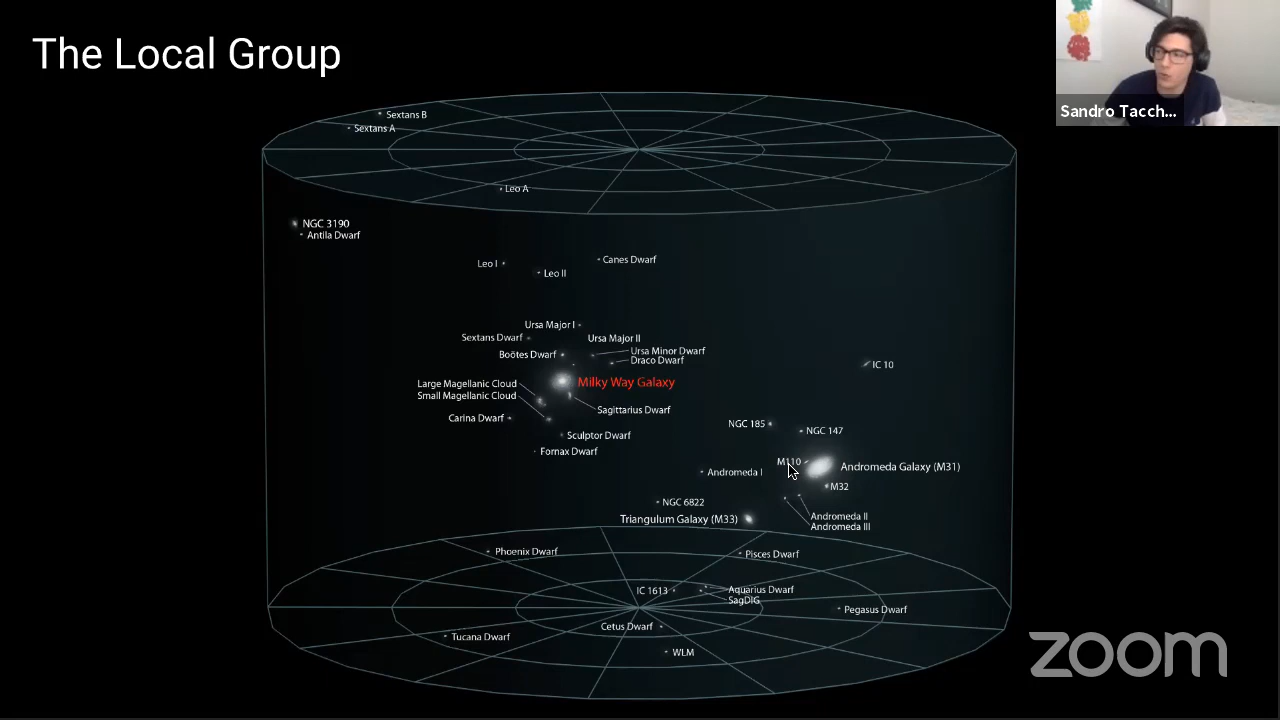 The Local Group
Sandro Tacch...
Sextans B
Sextans A
Leo A
NGC 3190
Antila Dwarf
Canes Dwarf
Leo I
Leo II
Ursa Major I
Sextans Dwarf
Ursa Major II
Boötes Dwarf
Ursa Minor Dwarf
Draco Dwarf
IC 10
Large Magellanic Cloud
Milky Way Galaxy
Small Magellanic Cloud
Sagittarius Dwarf
Carina Dwarf
NGC 185
NGC 147
Sculptor Dwarf
Fornax Dwarf
M110
Andromeda Galaxy (M31)
Andromeda I
M32
NGC 6822
Triangulum Galaxy (M33)
Andromeda II
Andromeda III
Phoenix Dwarf
Pisces Dwarf
IC 1613
Aquarius Dwarf
SagDIG
Pegasus Dwarf
Cetus Dwarf
Tucana Dwarf
WLM
zoom